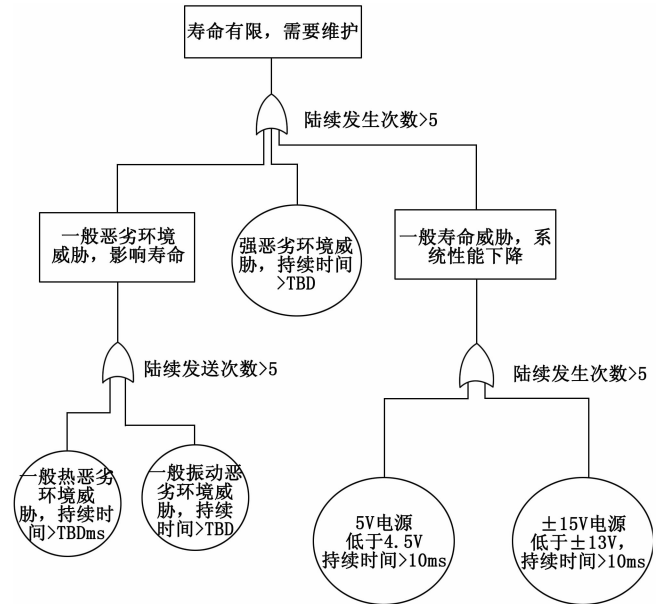 寿命有限，需要维护
陆续发生次数>5
一般恶劣环境
威胁，影响寿命
强恶劣环境威
胁，持续时间
>TBD
一般寿命威胁，系
统性能下降
陆续发送次数>5
陆续发生次数>5
一般热恶劣
环境威
胁，持续时
间>TBDms
一般振动恶
劣环境威
胁，持续
时间>TBD
5V电源
低于4.5V
持续时间>10ms
±15V电源
低于±13V，
持续时间>10ms